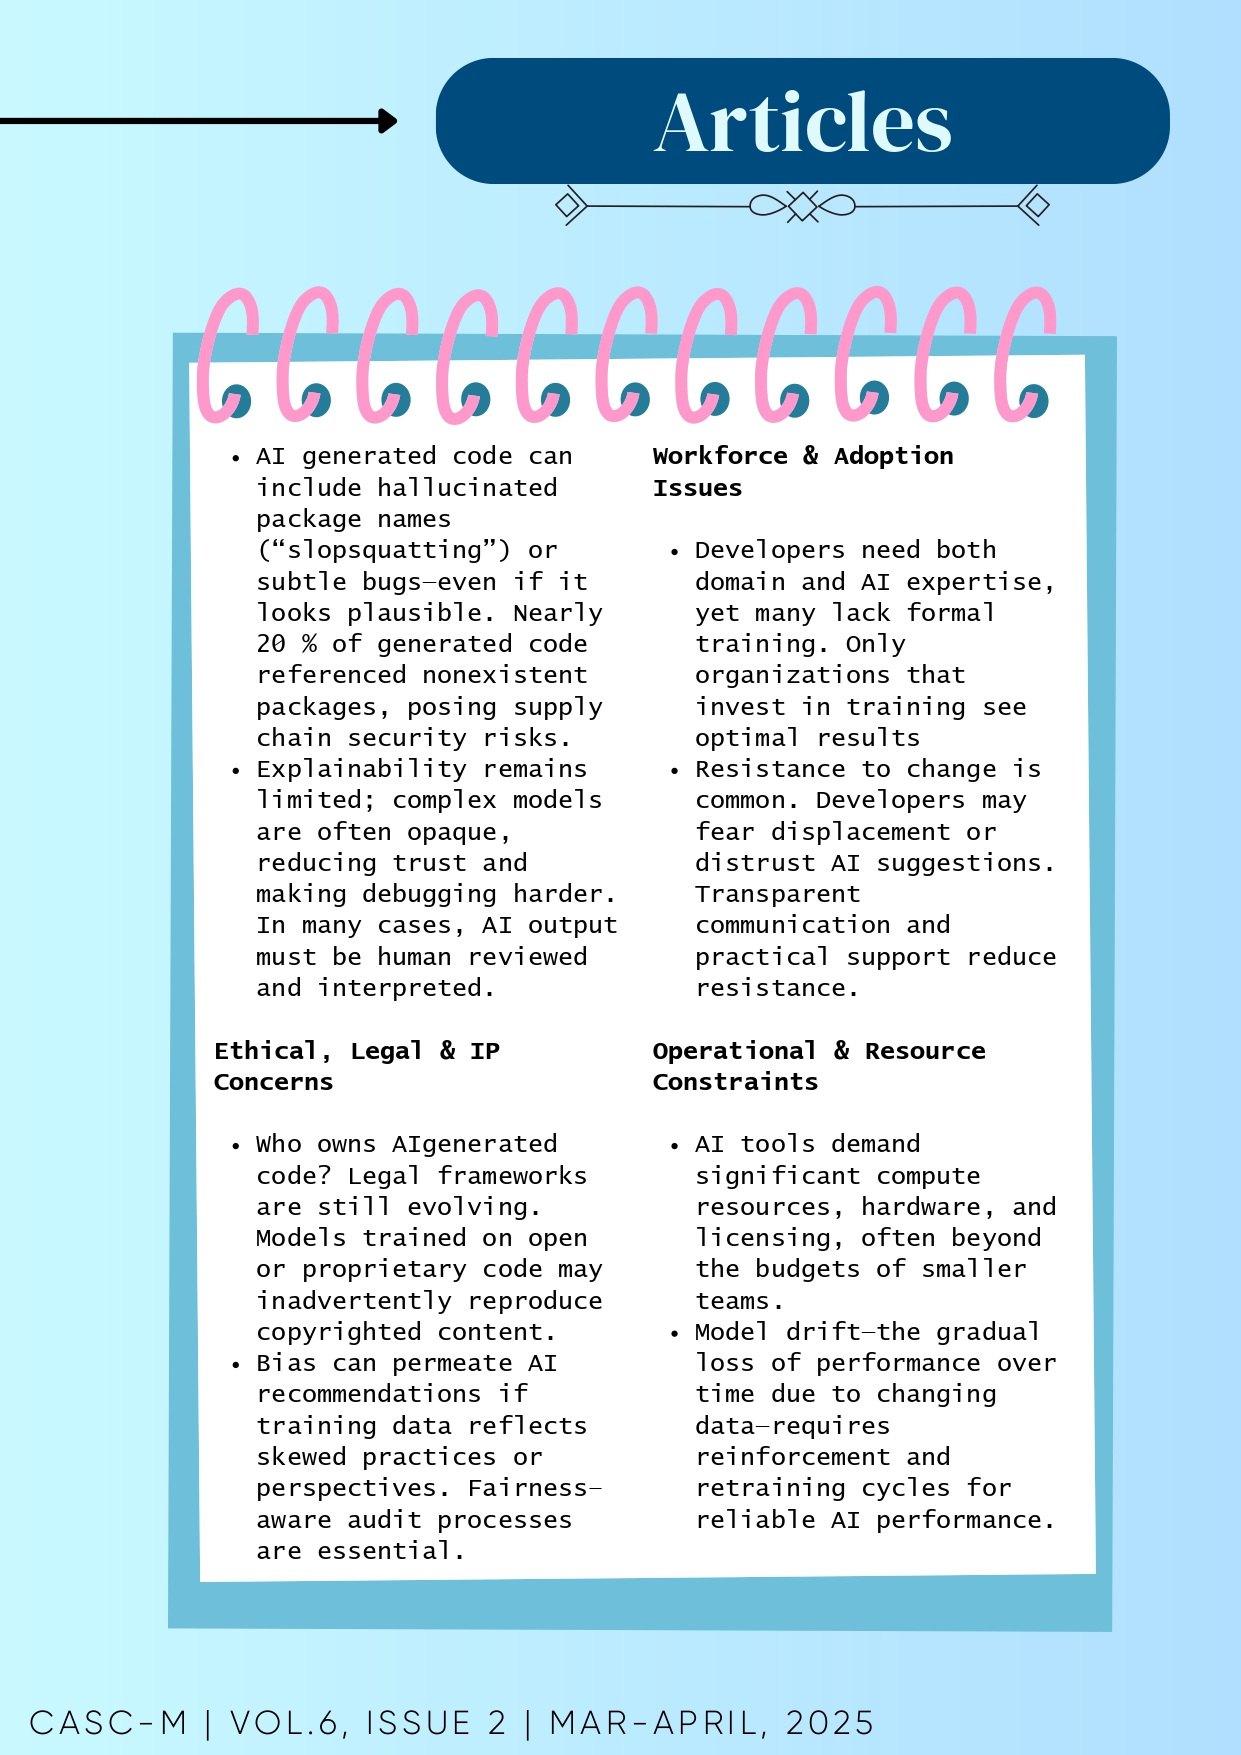 Articles
• AI generated code can
include hallucinated
package names
(“slopsquatting”) or
subtle bugs—even if it
looks plausible. Nearly
20 % of generated code
referenced nonexistent
packages, posing supply
chain security risks.
• Explainability remains
limited; complex models
are often opaque,
reducing trust and
making debugging harder.
In many cases, AI output
must be human reviewed
and interpreted.
Ethical, Legal & IP
Concerns
• Who owns AIgenerated
code? Legal frameworks
are still evolving.
Models trained on open
or proprietary code may
inadvertently reproduce
copyrighted content.
• Bias can permeate AI
recommendations if
training data reflects
skewed practices or
perspectives. Fairness–
aware audit processes
are essential.
Workforce & Adoption
Issues
• Developers need both
domain and AI expertise,
yet many lack formal
training. Only
organizations that
invest in training see
optimal results
• Resistance to change is
common. Developers may
fear displacement or
distrust AI suggestions.
Transparent
communication and
practical support reduce
resistance.
Operational & Resource
Constraints
• AI tools demand
significant compute
resources, hardware, and
licensing, often beyond
the budgets of smaller
teams.
• Model drift—the gradual
loss of performance over
time due to changing
data—requires
reinforcement and
retraining cycles for
reliable AI performance.
CASC-M | VOL.6, ISSUE 2 | MAR-APRIL, 2025